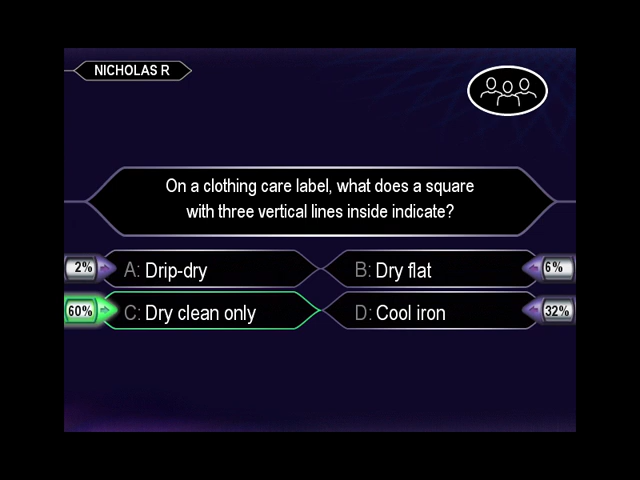 NICHOLAS R
On a clothing care label, what does a square
with three vertical lines inside indicate?
2% A: Drip-dry
B: Dry flat 6%
60% C: Dry clean only
D: Cool iron 32%